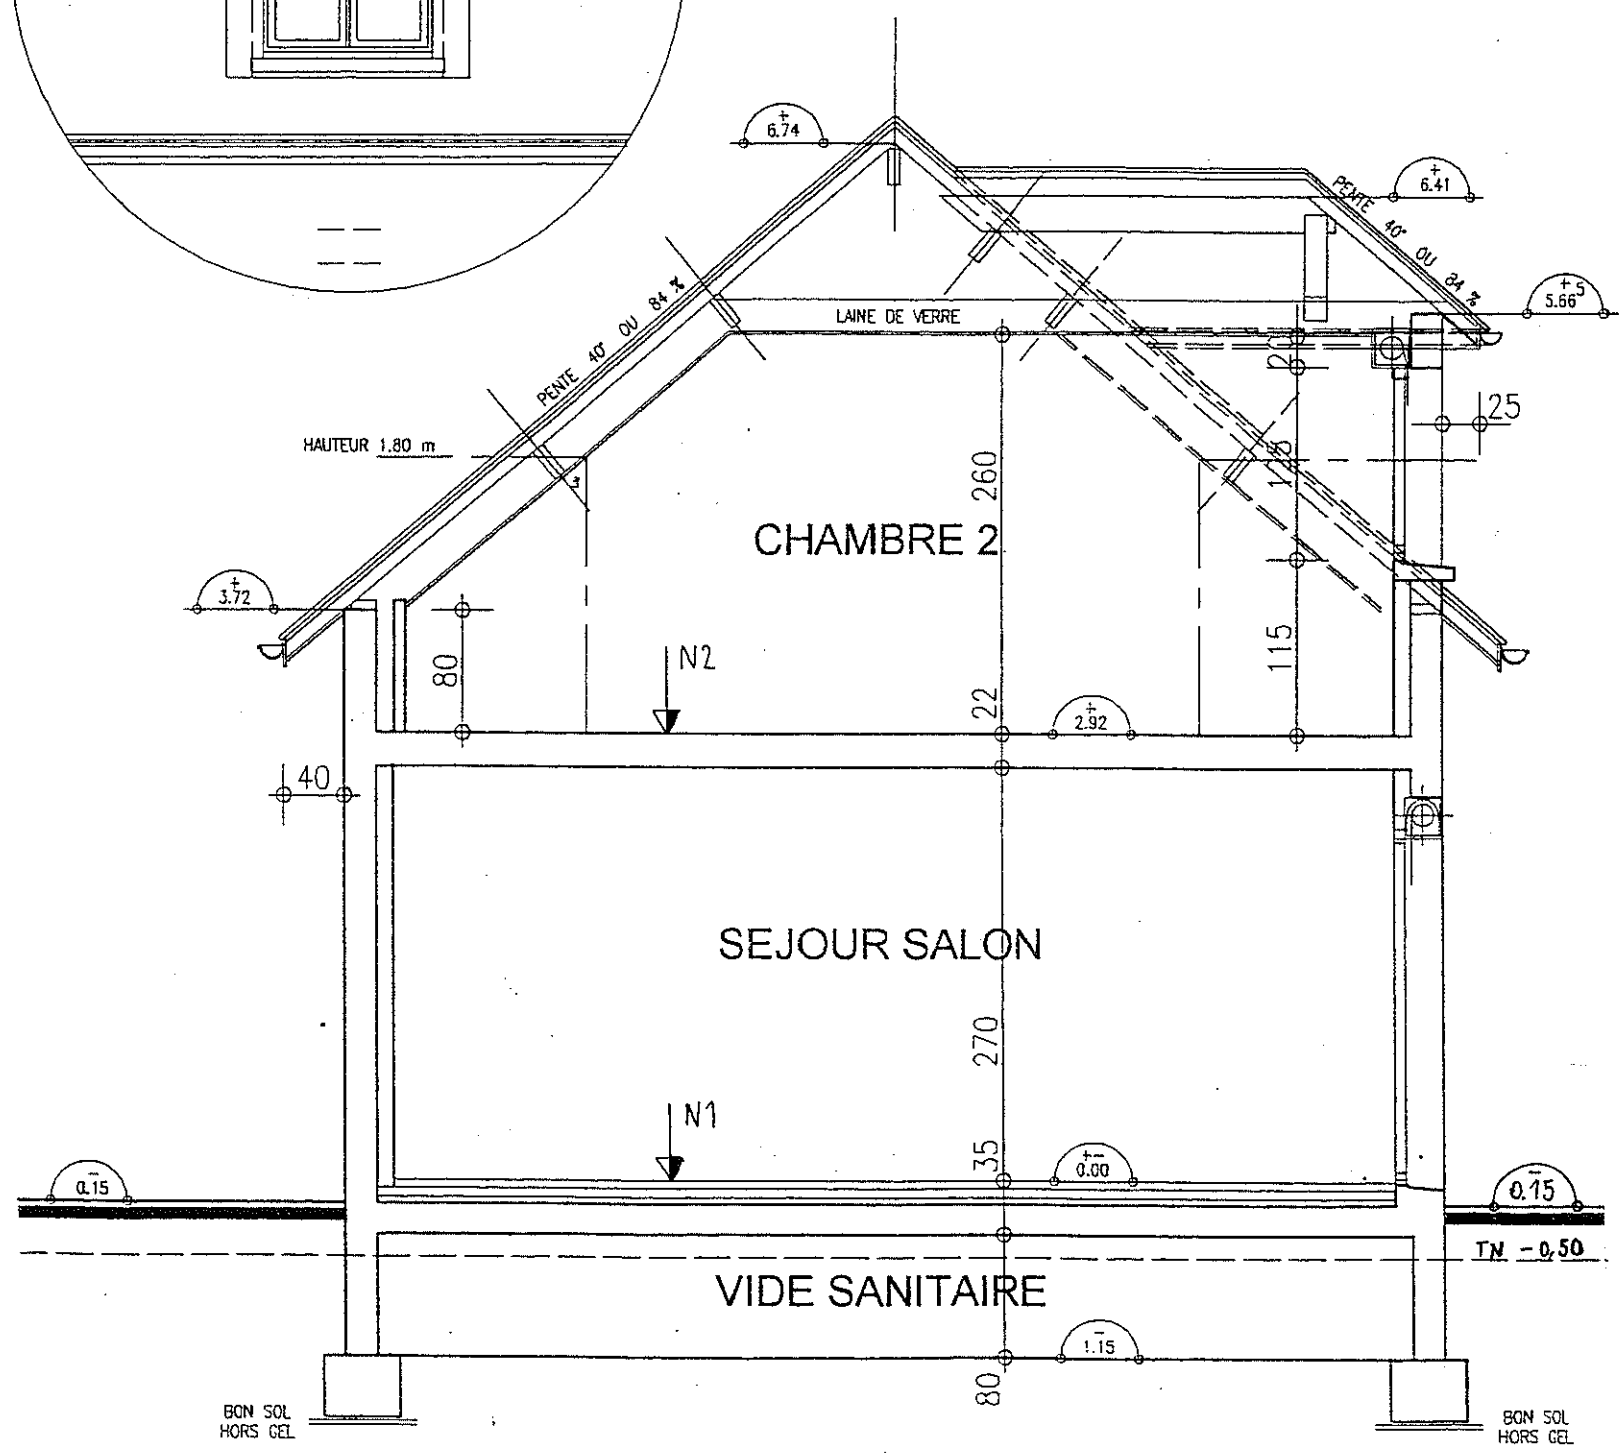 +
6.74
+
6.41
PENTE 40° OU 84 %
+
5.66 5
LAINE DE VERRE
PENTE 40° OU 84 %
25
HAUTEUR 1.80 m
260
CHAMBRE 2
+
3.72
80
N2
22
+
2.92
115
40
SEJOUR SALON
270
N1
35
+-
0.00
-
0.15
-
0.15
TN -0,50
VIDE SANITAIRE
-
1.15
80
BON SOL
HORS GEL
BON SOL
HORS GEL